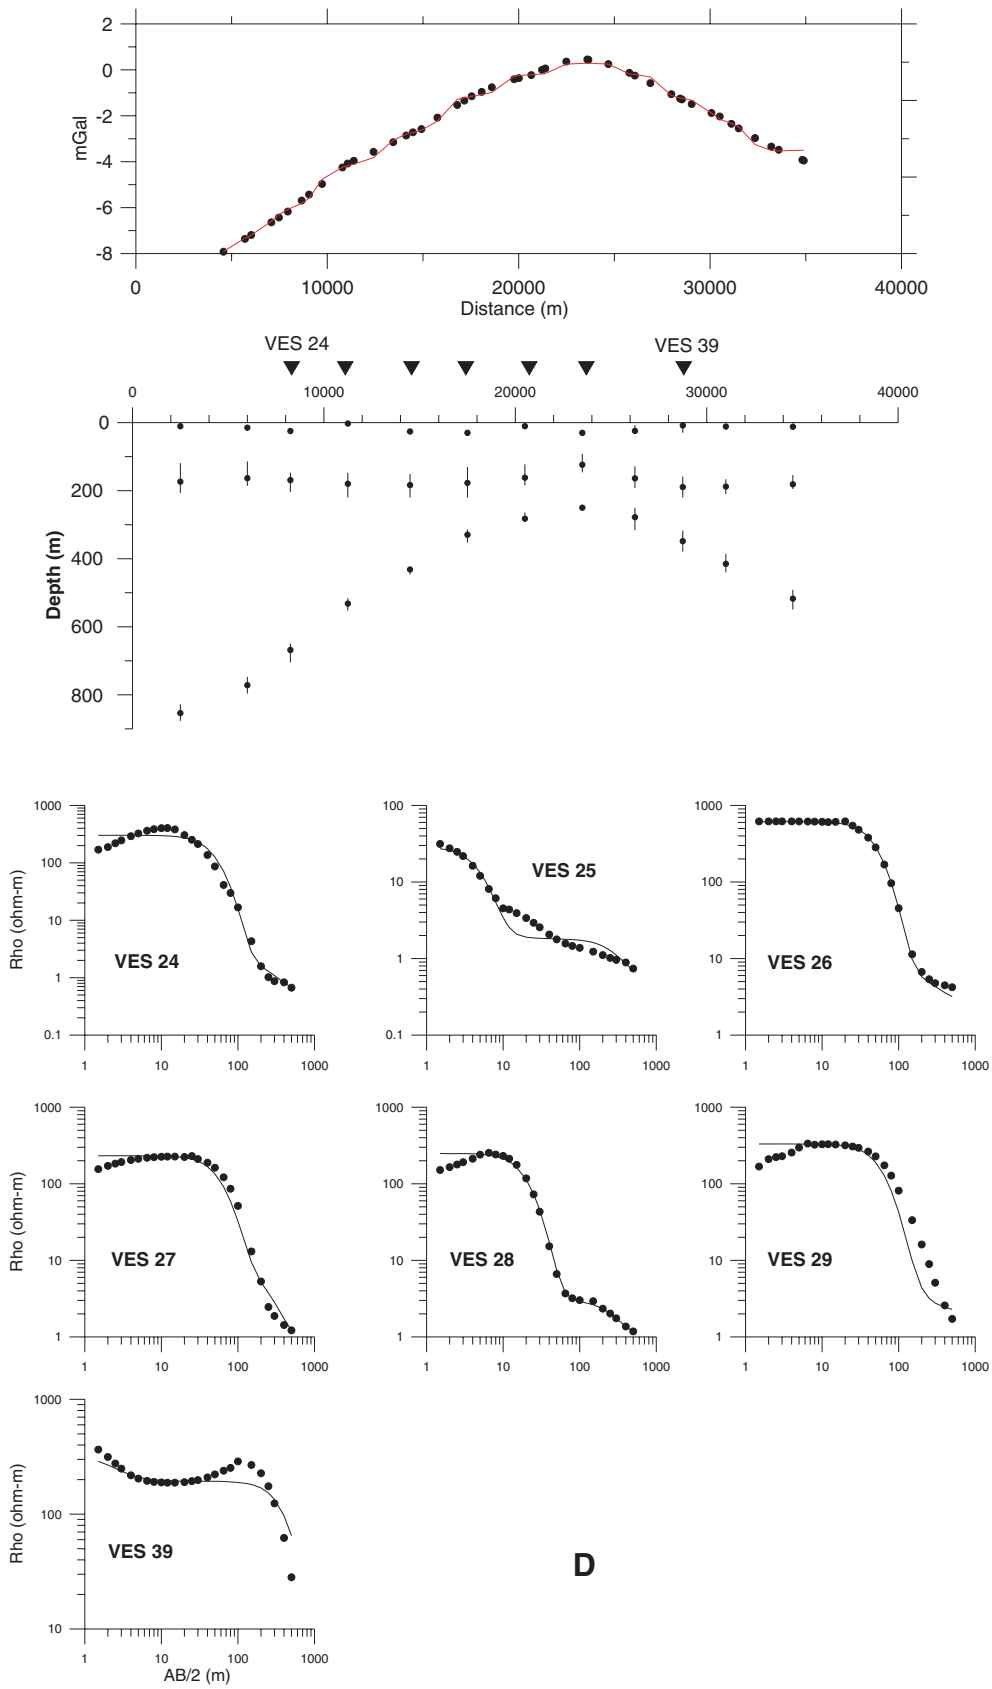 2
0
-2
-4
-6
-8
mGal
0 10000 20000 30000 40000
Distance (m)
VES 24 VES 39
0 10000 20000 30000 40000
0
200
400
600
800
Depth (m)
1000
100
10
1
0.1
Rho (ohm-m)
VES 24
1 10 100 1000
100
10
1
0.1
VES 25
1 10 100 1000
1000
100
10
1
VES 26
1 10 100 1000
1000
100
10
1
Rho (ohm-m)
VES 27
1 10 100 1000
1000
100
10
1
VES 28
1 10 100 1000
1000
100
10
1
VES 29
1 10 100 1000
1000
100
10
Rho (ohm-m)
VES 39
1 10 100 1000
AB/2 (m)
D